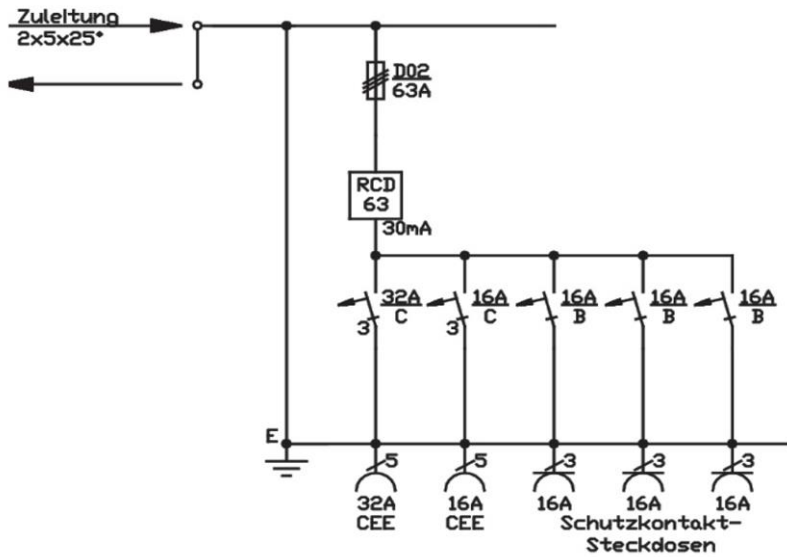 Zuleitung
2x5x25°
D02
63A
RCD
63
30mA
32A
C
3
16A
C
3
16A
B
16A
B
16A
B
E
5
5
3
3
3
32A
CEE
16A
CEE
16A
16A
16A
Schutzkontakt-
Steckdosen